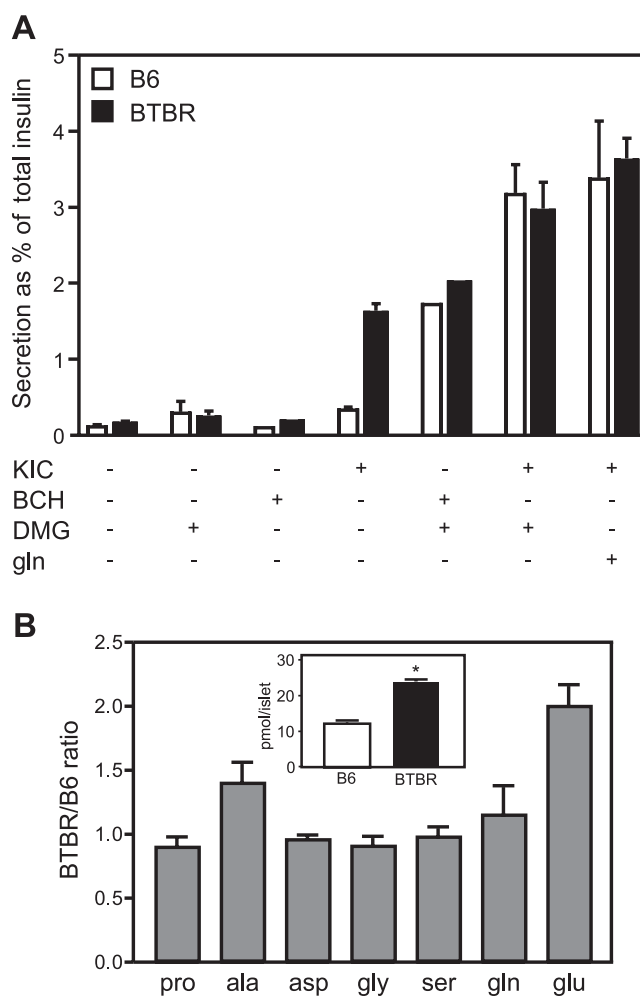 A
Secretion as % of total insulin
5
4
3
2
1
0
B6
BTBR
KIC - - - + - + +
BCH - - + - + - -
DMG - + - - + + -
gln - - - - - - +
B
BTBR/B6 ratio
2.5
2.0
1.5
1.0
0.5
0.0
pmol/islet
30
20
10
0
*
B6 BTBR
pro ala asp gly ser gln glu